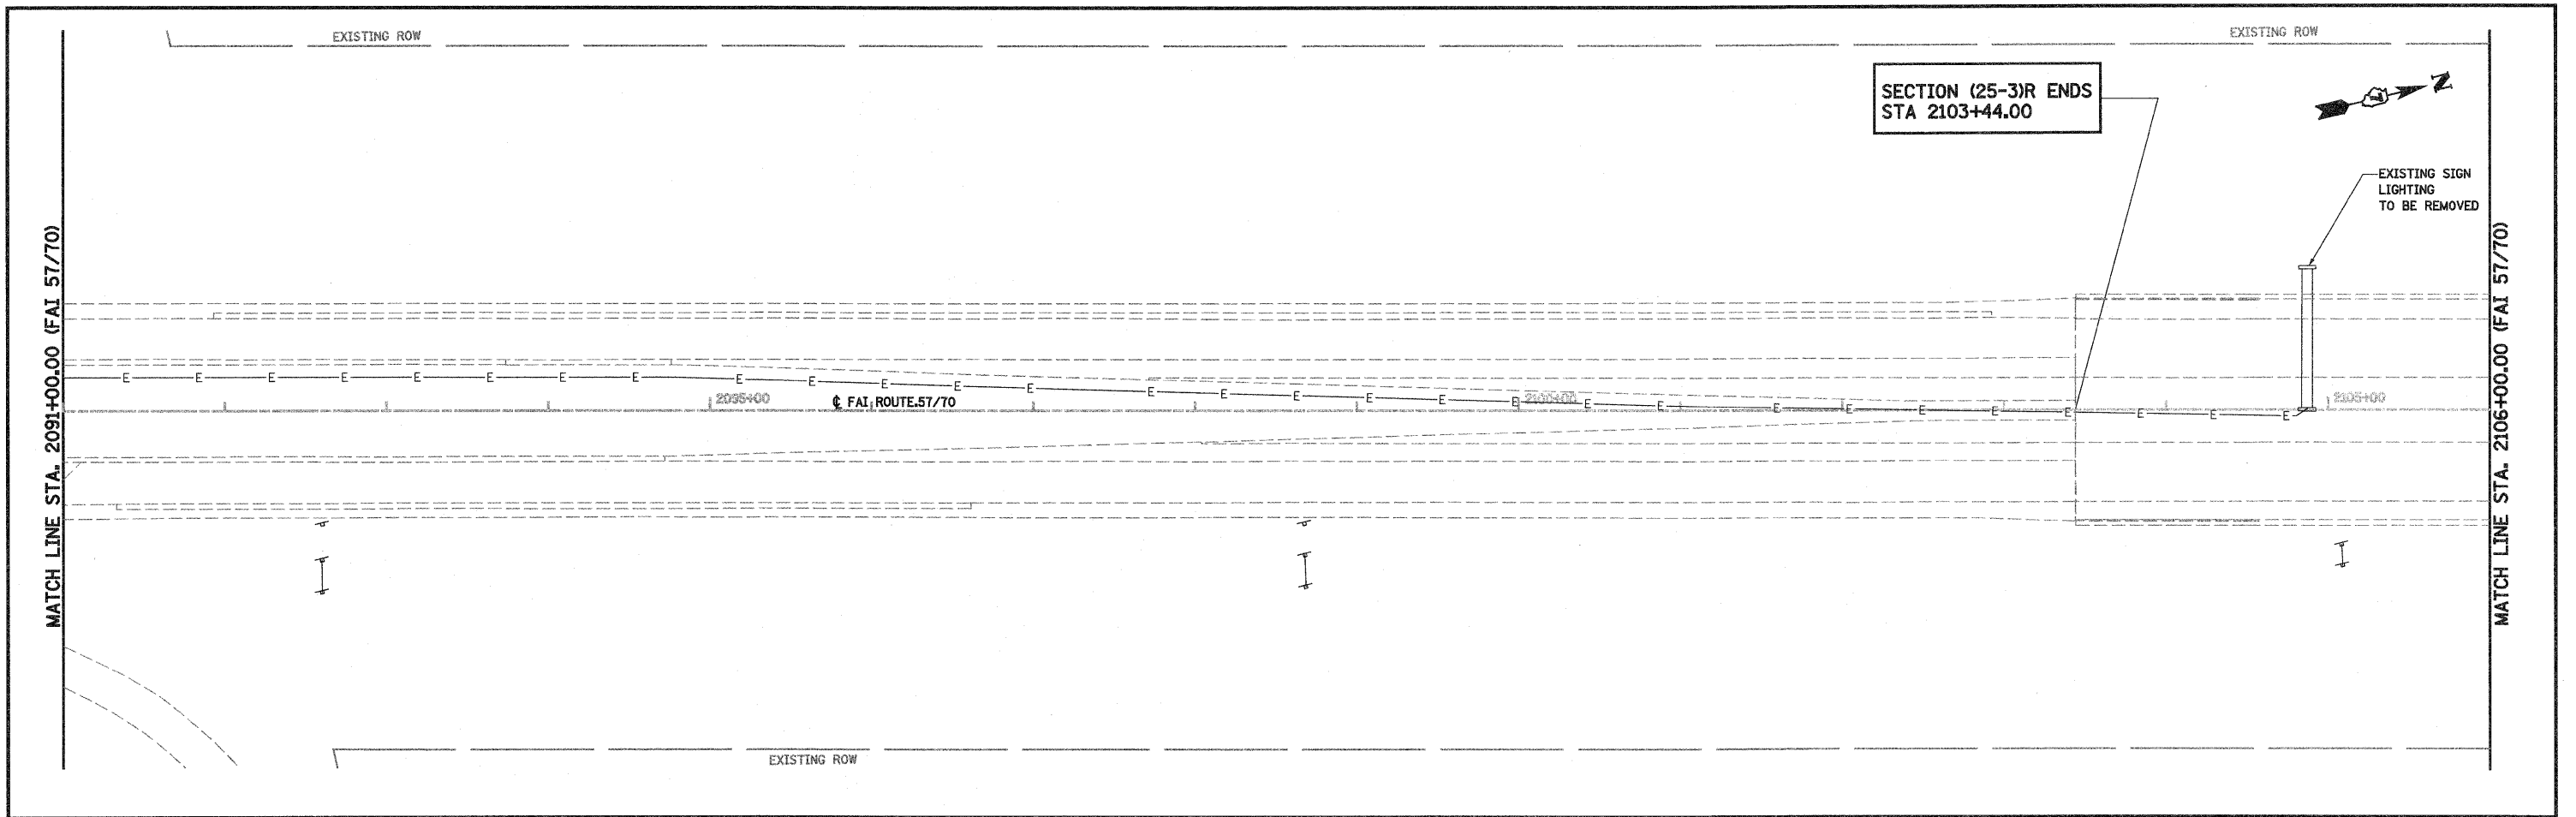 EXISTING ROW
EXISTING ROW
SECTION (25-3)R ENDS
STA 2103+44.00
N
EXISTING SIGN
LIGHTING
TO BE REMOVED
MATCH LINE STA. 2091+00.00 (FAI 57/70)
MATCH LINE STA. 2106+00.00 (FAI 57/70)
E E E E E E E E E E E E E E E E E E E E E E E E E E E E E
2095+00
℄ FAI ROUTE 57/70
2100+00
2105+00
EXISTING ROW